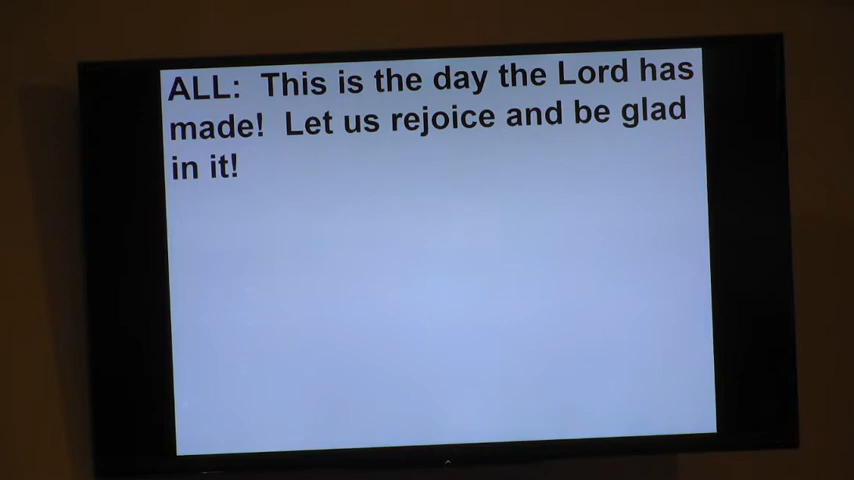 ALL:  This is the day the Lord has
made!  Let us rejoice and be glad
in it!